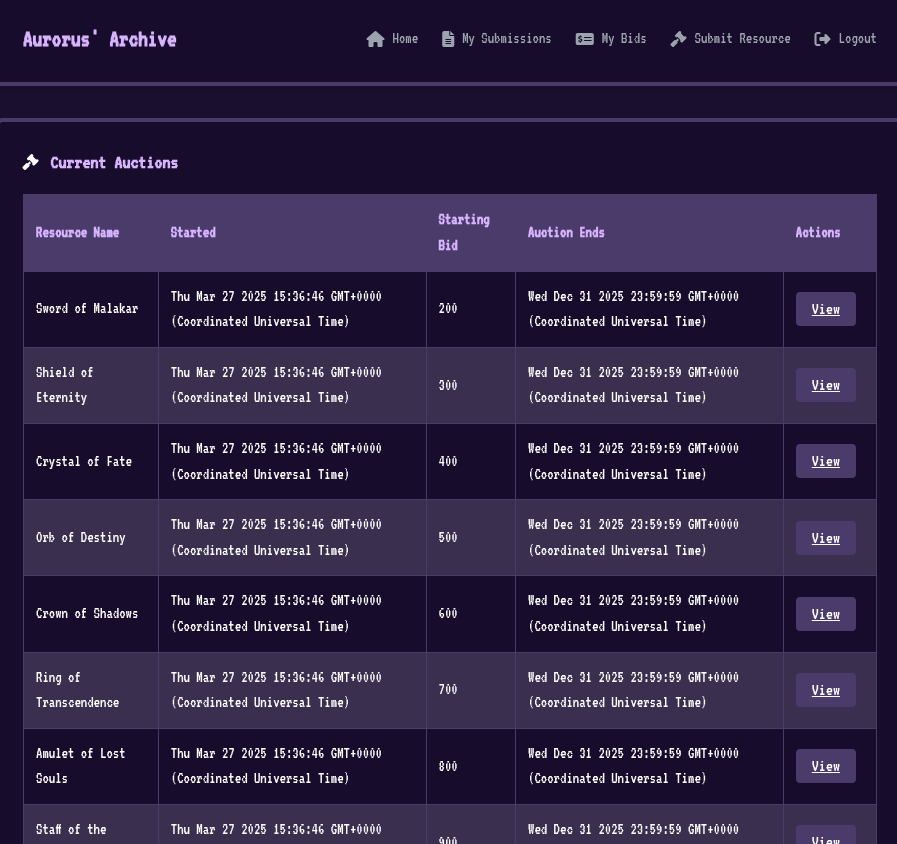 Aurorus' Archive
Home
My Submissions
My Bids
Submit Resource
Logout
Current Auctions
Resource Name
Started
Starting
Bid
Auction Ends
Actions
Sword of Malakar
Thu Mar 27 2025 15:36:46 GMT+0000
(Coordinated Universal Time)
200
Wed Dec 31 2025 23:59:59 GMT+0000
(Coordinated Universal Time)
View
Shield of
Eternity
Thu Mar 27 2025 15:36:46 GMT+0000
(Coordinated Universal Time)
300
Wed Dec 31 2025 23:59:59 GMT+0000
(Coordinated Universal Time)
View
Crystal of Fate
Thu Mar 27 2025 15:36:46 GMT+0000
(Coordinated Universal Time)
400
Wed Dec 31 2025 23:59:59 GMT+0000
(Coordinated Universal Time)
View
Orb of Destiny
Thu Mar 27 2025 15:36:46 GMT+0000
(Coordinated Universal Time)
500
Wed Dec 31 2025 23:59:59 GMT+0000
(Coordinated Universal Time)
View
Crown of Shadows
Thu Mar 27 2025 15:36:46 GMT+0000
(Coordinated Universal Time)
600
Wed Dec 31 2025 23:59:59 GMT+0000
(Coordinated Universal Time)
View
Ring of
Transcendence
Thu Mar 27 2025 15:36:46 GMT+0000
(Coordinated Universal Time)
700
Wed Dec 31 2025 23:59:59 GMT+0000
(Coordinated Universal Time)
View
Amulet of Lost
Souls
Thu Mar 27 2025 15:36:46 GMT+0000
(Coordinated Universal Time)
800
Wed Dec 31 2025 23:59:59 GMT+0000
(Coordinated Universal Time)
View
Staff of the
Thu Mar 27 2025 15:36:46 GMT+0000
900
Wed Dec 31 2025 23:59:59 GMT+0000
View